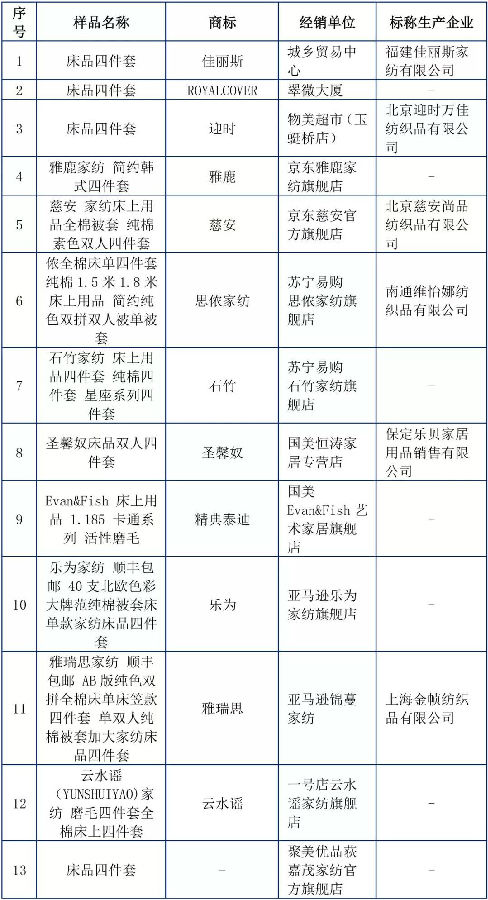 序号 样品名称 商标 经销单位 标称生产企业
1 床品四件套 佳丽斯 城乡贸易中心 福建佳丽斯家纺有限公司
2 床品四件套 ROYALCOVER 翠微大厦 -
3 床品四件套 迎时 物美超市（玉蜓桥店） 北京迎时万佳纺织品有限公司
4 雅鹿家纺 简约韩式四件套 雅鹿 京东雅鹿家纺旗舰店 -
5 慈安 家纺床上用品全棉被套 纯棉素色双人四件套 慈安 京东慈安官方旗舰店 北京慈安尚品纺织品有限公司
6 侬全棉床单四件套纯棉 1.5 米 1.8 米床上用品 简约纯色双拼双人被单被套 思侬家纺 苏宁易购思侬家纺旗舰店 南通维怡娜纺织品有限公司
7 石竹家纺 床上用品四件套 纯棉四件套 星座系列四件套 石竹 苏宁易购石竹家纺旗舰店 -
8 圣馨奴床品双人四件套 圣馨奴 国美恒涛家居专营店 保定乐贝家居用品销售有限公司
9 Evan&Fish 床上用品 1.185 卡通系列 活性磨毛 精典泰迪 国美Evan&Fish 艺术家居旗舰店 -
10 乐为家纺 顺丰包邮 40 支北欧色彩大牌范纯棉被套床单款家纺床品四件套 乐为 亚马逊乐为家纺旗舰店 -
11 雅瑞思家纺 顺丰包邮 AB 版纯色双拼全棉床单床笠款四件套 单双人纯棉被套加大家纺床品四件套 雅瑞思 亚马逊锦蔓家纺 上海金帧纺织品有限公司
12 云水谣（YUNSHUIYAO)家纺 磨毛四件套全棉床上四件套 云水谣 一号店云水谣家纺旗舰店 -
13 床品四件套 - 聚美优品荻嘉茂家纺官方旗舰店 -